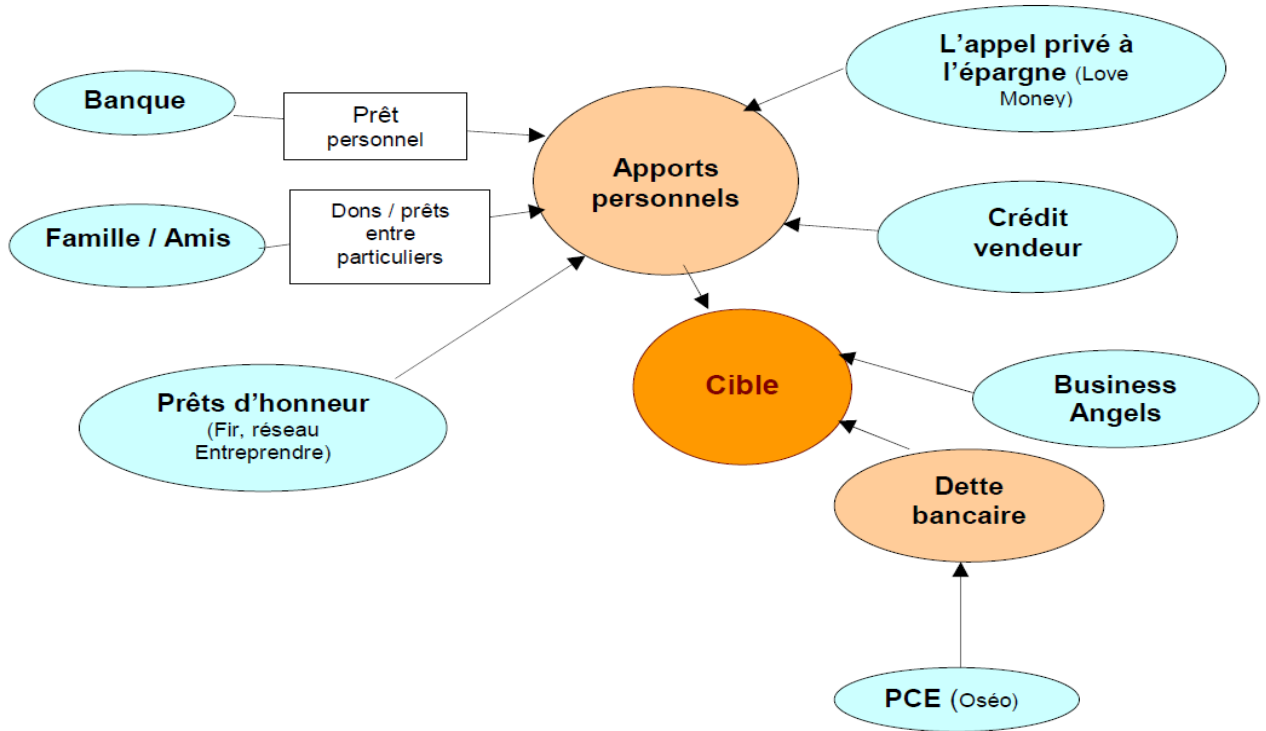 L'appel privé à
l'épargne (Love
Money)
Banque
Prêt
personnel
Apports
personnels
Famille / Amis
Dons / prêts
entre
particuliers
Crédit
vendeur
Prêts d'honneur
(Fir, réseau
Entreprendre)
Cible
Business
Angels
Dette
bancaire
PCE (Oséo)